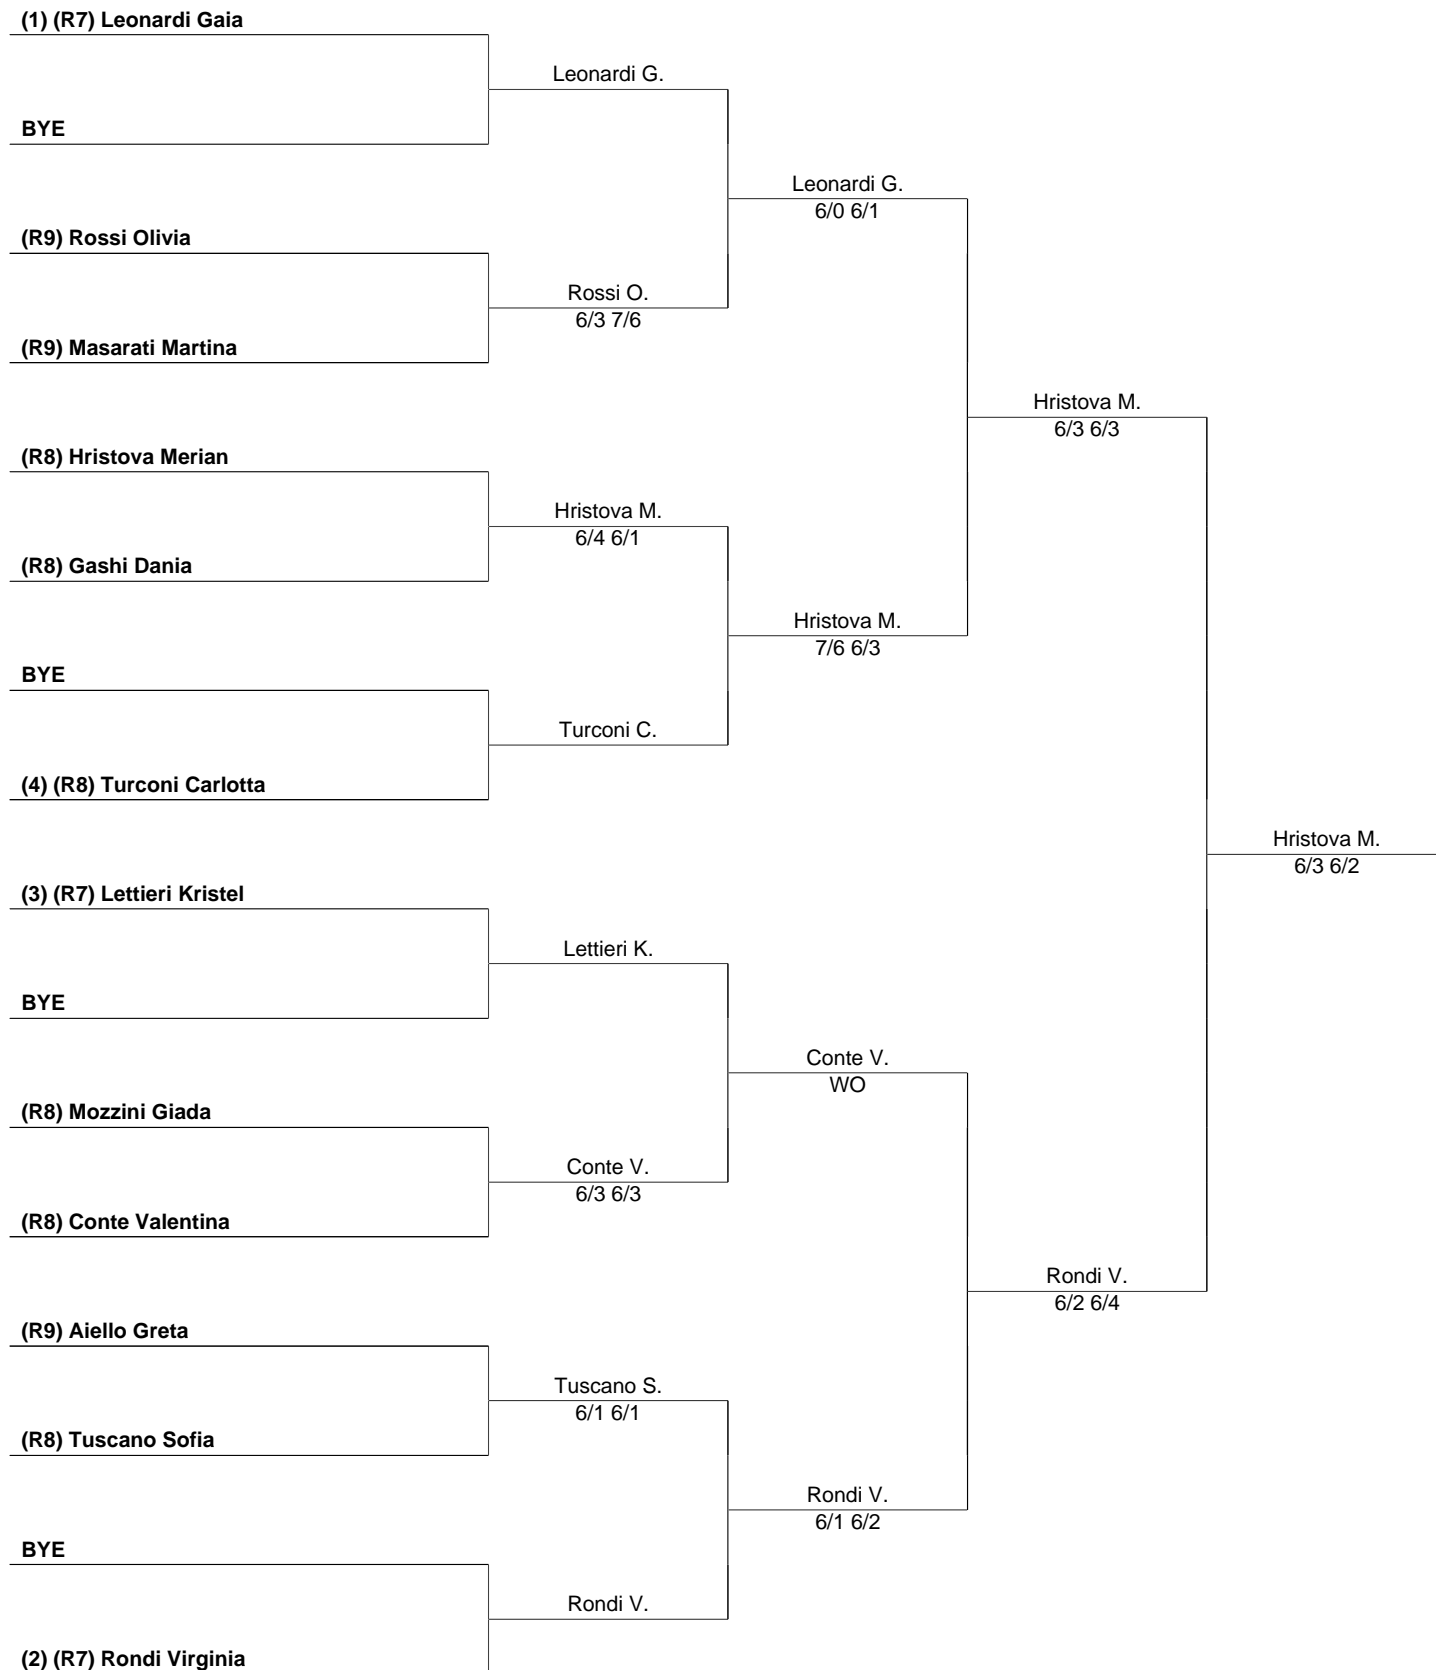 (1) (R7) Leonardi Gaia
Leonardi G.
BYE
Leonardi G.
6/0 6/1
(R9) Rossi Olivia
Rossi O.
6/3 7/6
(R9) Masarati Martina
Hristova M.
6/3 6/3
(R8) Hristova Merian
Hristova M.
6/4 6/1
(R8) Gashi Dania
Hristova M.
7/6 6/3
BYE
Turconi C.
(4) (R8) Turconi Carlotta
Hristova M.
6/3 6/2
(3) (R7) Lettieri Kristel
Lettieri K.
BYE
Conte V.
WO
(R8) Mozzini Giada
Conte V.
6/3 6/3
(R8) Conte Valentina
Rondi V.
6/2 6/4
(R9) Aiello Greta
Tuscano S.
6/1 6/1
(R8) Tuscano Sofia
Rondi V.
6/1 6/2
BYE
Rondi V.
(2) (R7) Rondi Virginia